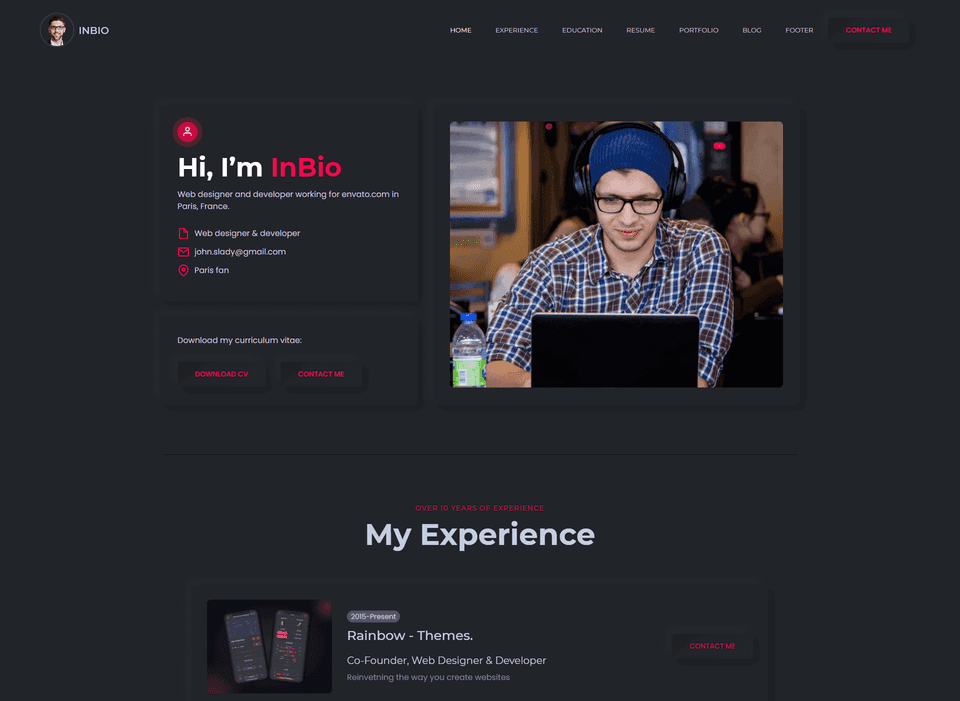 INBIO
HOME EXPERIENCE EDUCATION RESUME PORTFOLIO BLOG FOOTER CONTACT ME
Hi, I'm InBio
Web designer and developer working for envato.com in
Paris, France.
Web designer & developer
john.slady@gmail.com
Paris fan
Download my curriculum vitae:
DOWNLOAD CV CONTACT ME
OVER 10 YEARS OF EXPERIENCE
My Experience
2015-Present
Rainbow - Themes.
Co-Founder, Web Designer & Developer
Reinvetning the way you create websites
CONTACT ME